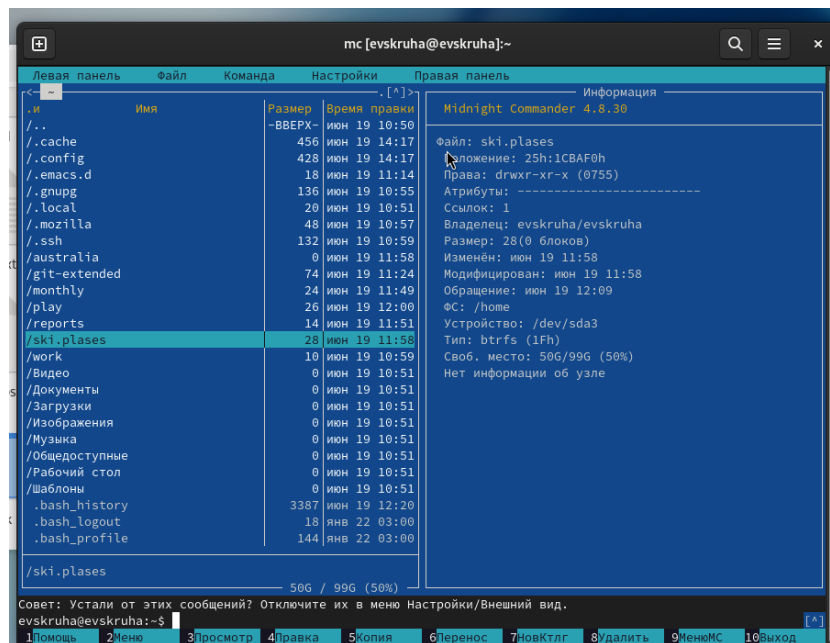 mc [evskruha@evskruha]:~
Левая панель Файл Команда Настройки Правая панель
<- ~ .[^]>
.и Имя Размер Время правки
/.. -ВВЕРХ- июн 19 10:50
/.cache 456 июн 19 14:17
/.config 428 июн 19 14:17
/.emacs.d 18 июн 19 11:14
/.gnupg 136 июн 19 10:55
/.local 20 июн 19 10:51
/.mozilla 48 июн 19 10:57
/.ssh 132 июн 19 10:59
/australia 0 июн 19 11:58
/git-extended 74 июн 19 11:24
/monthly 24 июн 19 11:49
/play 26 июн 19 12:00
/reports 14 июн 19 11:51
/ski.plases 28 июн 19 11:58
/work 10 июн 19 10:59
/Видео 0 июн 19 10:51
/Документы 0 июн 19 10:51
/Загрузки 0 июн 19 10:51
/Изображения 0 июн 19 10:51
/Музыка 0 июн 19 10:51
/Общедоступные 0 июн 19 10:51
/Рабочий стол 0 июн 19 10:51
/Шаблоны 0 июн 19 10:51
.bash_history 3387 июн 19 12:20
.bash_logout 18 янв 22 03:00
.bash_profile 144 янв 22 03:00
/ski.plases
50G / 99G (50%)
Информация
Midnight Commander 4.8.30
Файл: ski.plases
25h:1CBAF0h
Права: drwxr-xr-x (0755)
Атрибуты: -------------------------
Ссылок: 1
Владелец: evskruha/evskruha
Размер: 28(0 блоков)
Изменён: июн 19 11:58
Модифицирован: июн 19 11:58
Обращение: июн 19 12:09
ФС: /home
Устройство: /dev/sda3
Тип: btrfs (1Fh)
Своб. место: 50G/99G (50%)
Нет информации об узле
Совет: Устали от этих сообщений? Отключите их в меню Настройки/Внешний вид.
evskruha@evskruha:~$ [^]
1Помощь 2Меню 3Просмотр 4Правка 5Копия 6Перенос 7НовКтлг 8Удалить 9МенюMC 10Выход